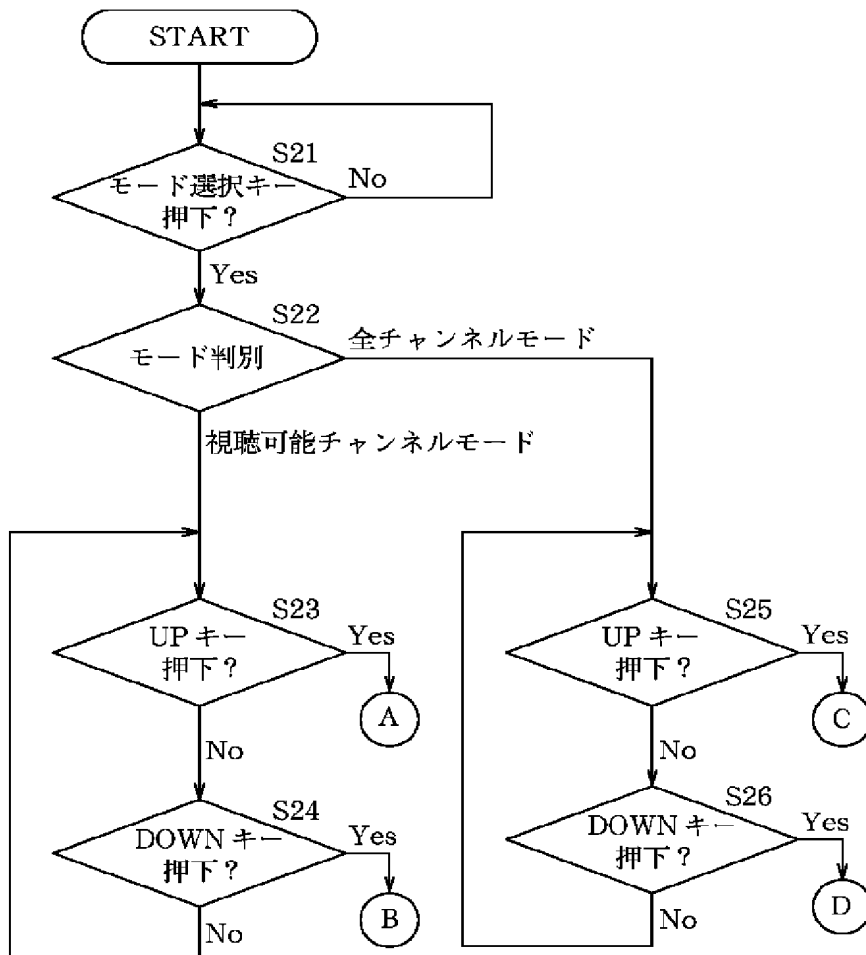 START
S21
モード選択キー
押下？
No
Yes
S22
モード判別
全チャンネルモード
視聴可能チャンネルモード
S23
UPキー
押下？
Yes
A
No
S24
DOWNキー
押下？
Yes
B
No
S25
UPキー
押下？
Yes
C
No
S26
DOWNキー
押下？
Yes
D
No